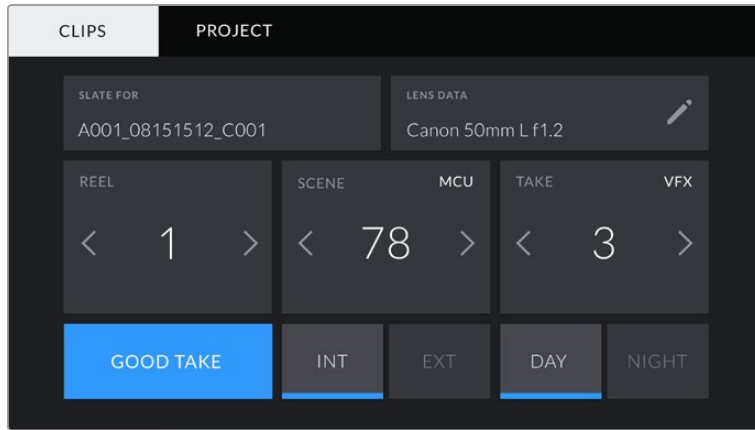 CLIPS PROJECT
SLATE FOR LENS DATA
A001_08151512_C001 Canon 50mm L f1.2
REEL SCENE MCU TAKE VFX
< 1 > < 78 > < 3 >
GOOD TAKE INT EXT DAY NIGHT